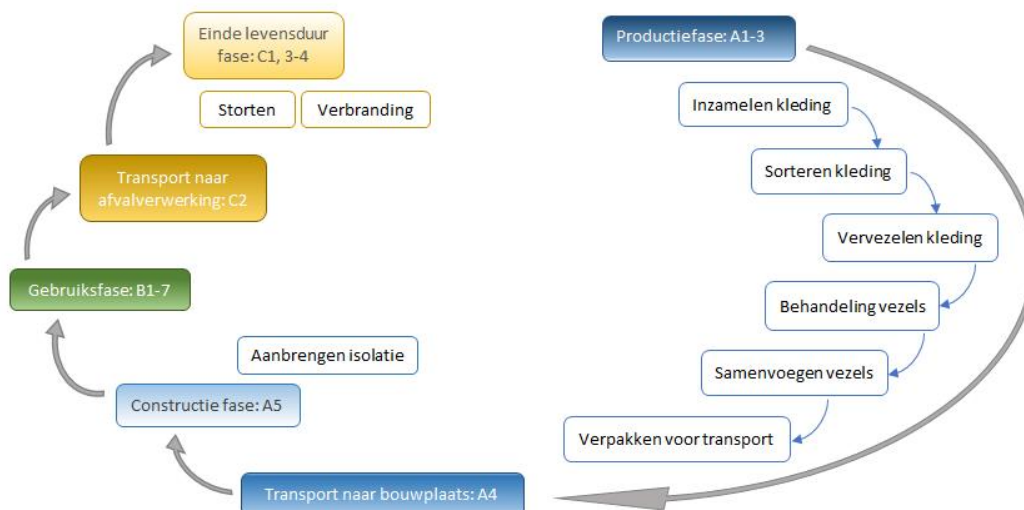 Productiefase: A1-3
Inzamelen kleding
Sorteren kleding
Vervezelen kleding
Behandeling vezels
Samenvoegen vezels
Verpakken voor transport
Transport naar bouwplaats: A4
Constructie fase: A5
Aanbrengen isolatie
Gebruiksfase: B1-7
Transport naar
afvalverwerking: C2
Einde levensduur
fase: C1, 3-4
Storten
Verbranding